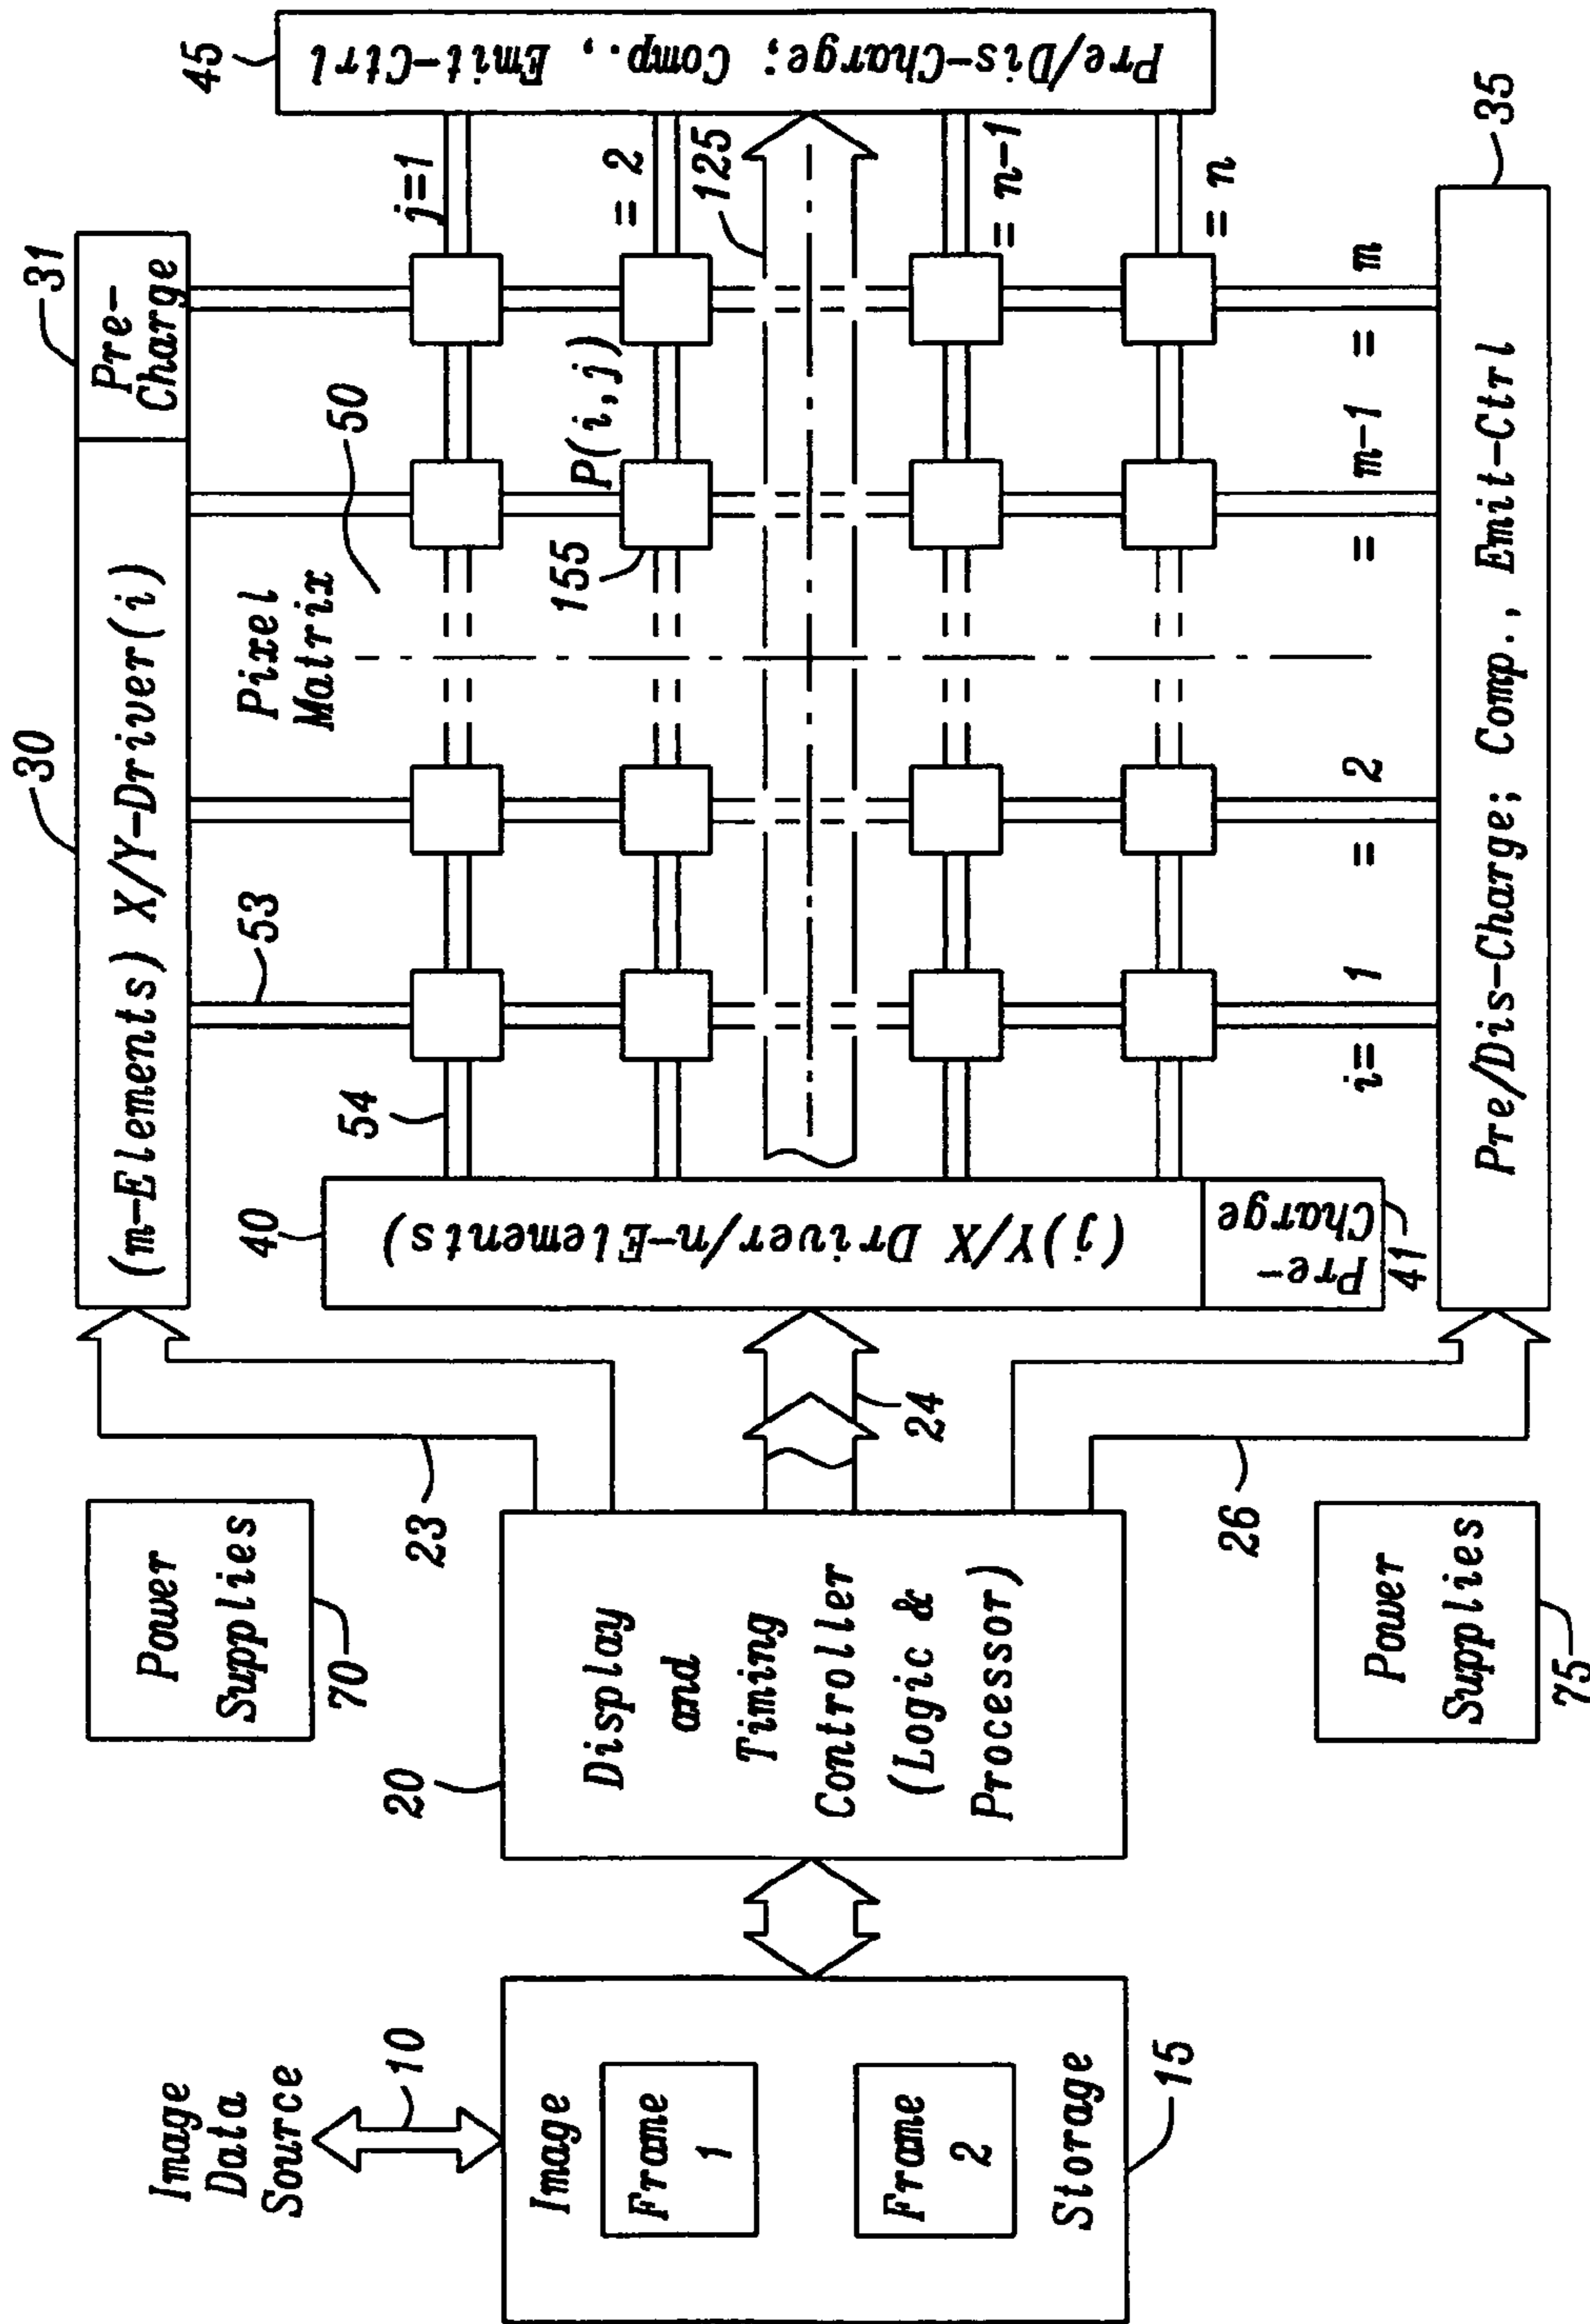 Image
Data
Source
10
Image
Frame
1
Frame
2
Storage
15
20
Display
and
Timing
Controller
(Logic &
Processor)
Power
Supplies
70
Power
Supplies
75
23
24
26
30
(m-Elements) X/Y-Driver(i)
31
Pre-
Charge
40
(j)Y/X Driver/n-Elements)
Pre-
Charge
41
53
54
Pixel
Matrix
50
155
P(i,j)
125
j=1
= 2
= n-1
= n
i= 1
= 2
= m-1
= m
45
Pre/Dis-Charge; Comp., Emit-Ctrl
35
Pre/Dis-Charge; Comp., Emit-Ctrl